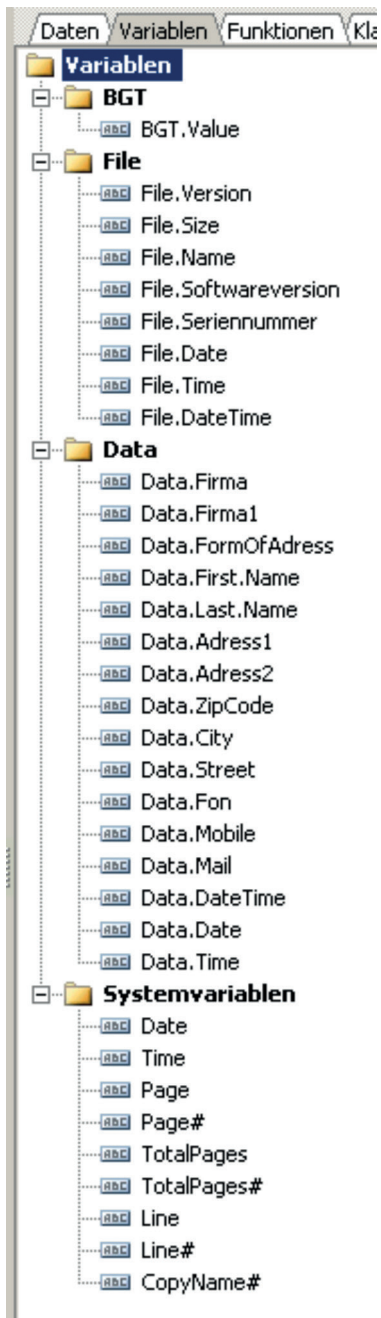 Daten Variablen Funktionen Kla
Variablen
BGT
BGT.Value
File
File.Version
File.Size
File.Name
File.Softwareversion
File.Seriennummer
File.Date
File.Time
File.DateTime
Data
Data.Firma
Data.Firma1
Data.FormOfAdress
Data.First.Name
Data.Last.Name
Data.Adress1
Data.Adress2
Data.ZipCode
Data.City
Data.Street
Data.Fon
Data.Mobile
Data.Mail
Data.DateTime
Data.Date
Data.Time
Systemvariablen
Date
Time
Page
Page#
TotalPages
TotalPages#
Line
Line#
CopyName#